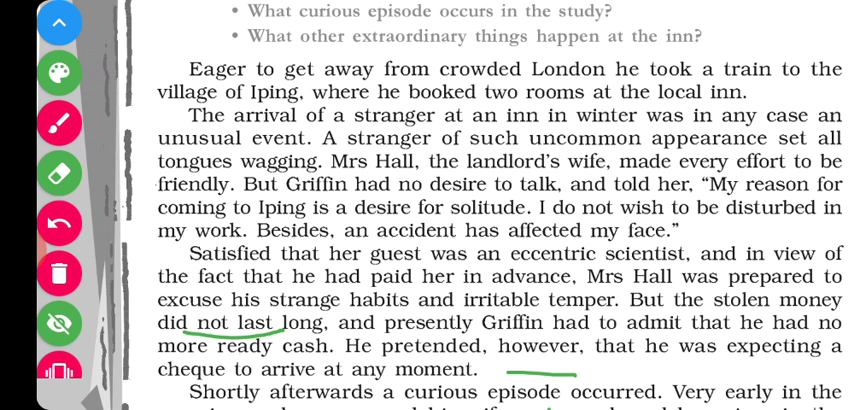 • What curious episode occurs in the study?
• What other extraordinary things happen at the inn?
Eager to get away from crowded London he took a train to the
village of Iping, where he booked two rooms at the local inn.
The arrival of a stranger at an inn in winter was in any case an
unusual event. A stranger of such uncommon appearance set all
tongues wagging. Mrs Hall, the landlord's wife, made every effort to be
friendly. But Griffin had no desire to talk, and told her, “My reason for
coming to Iping is a desire for solitude. I do not wish to be disturbed in
my work. Besides, an accident has affected my face.”
Satisfied that her guest was an eccentric scientist, and in view of
the fact that he had paid her in advance, Mrs Hall was prepared to
excuse his strange habits and irritable temper. But the stolen money
did not last long, and presently Griffin had to admit that he had no
more ready cash. He pretended, however, that he was expecting a
cheque to arrive at any moment.
Shortly afterwards a curious episode occurred. Very early in the